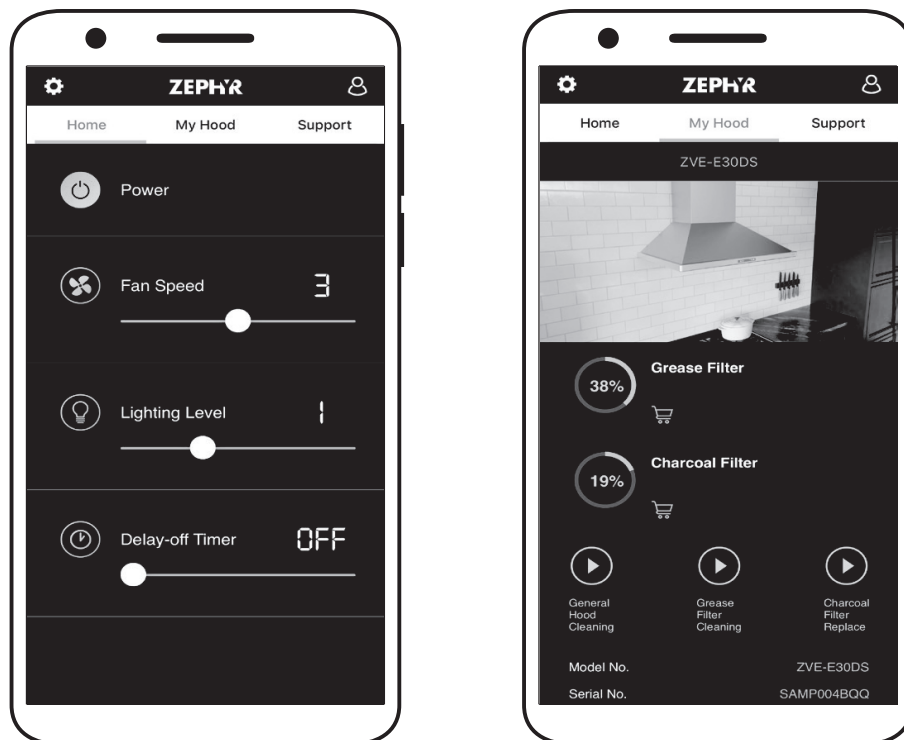 ZEPHYR
Home My Hood Support
Power
Fan Speed 3
Lighting Level 1
Delay-off Timer OFF
ZEPHYR
Home My Hood Support
ZVE-E30DS
38% Grease Filter
19% Charcoal Filter
General
Hood
Cleaning
Grease
Filter
Cleaning
Charcoal
Filter
Replace
Model No. ZVE-E30DS
Serial No. SAMP004BQQ